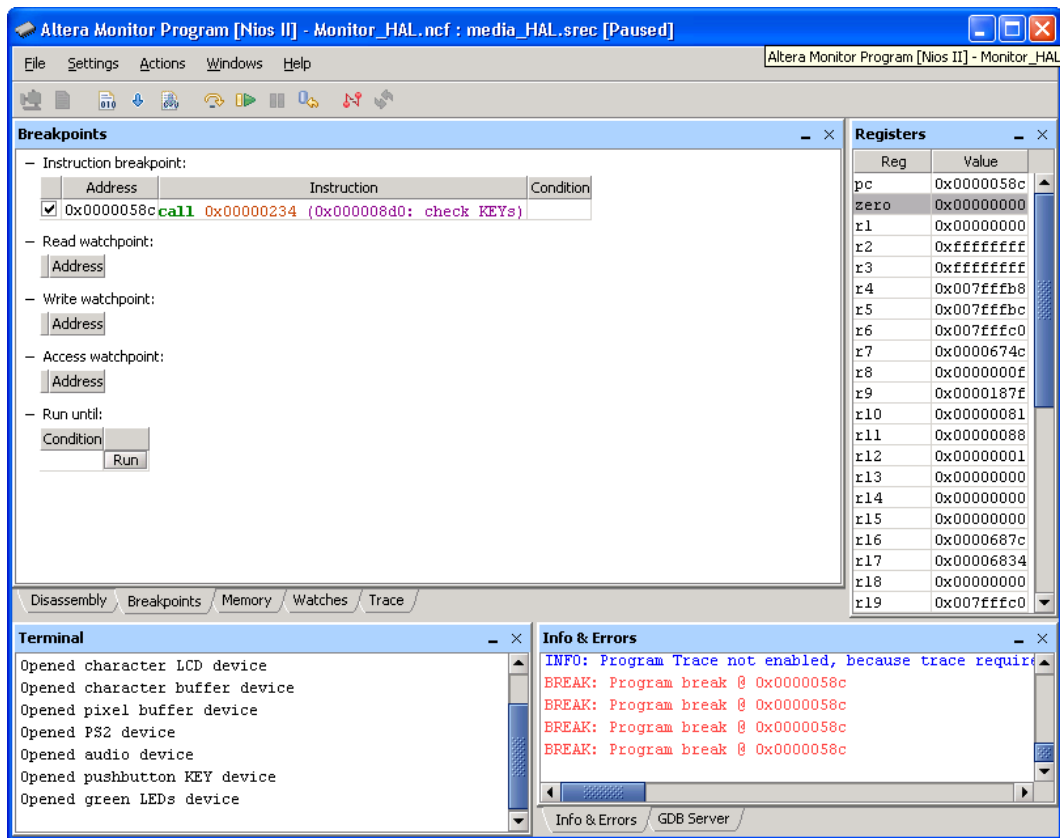 Altera Monitor Program [Nios II] - Monitor_HAL.ncf : media_HAL.srec [Paused]
File Settings Actions Windows Help
Altera Monitor Program [Nios II] - Monitor_HAL
Breakpoints
Instruction breakpoint:
Address Instruction Condition
0x0000058c call 0x00000234 (0x000008d0: check KEYs)
Read watchpoint:
Address
Write watchpoint:
Address
Access watchpoint:
Address
Run until:
Condition
Run
Disassembly Breakpoints Memory Watches Trace
Registers
Reg Value
pc 0x0000058c
zero 0x00000000
r1 0x00000000
r2 0xffffffff
r3 0xffffffff
r4 0x007fffb8
r5 0x007fffbc
r6 0x007fffc0
r7 0x0000674c
r8 0x0000000f
r9 0x0000187f
r10 0x00000081
r11 0x00000088
r12 0x00000001
r13 0x00000000
r14 0x00000000
r15 0x00000000
r16 0x0000687c
r17 0x00006834
r18 0x00000000
r19 0x007fffc0
Terminal
Opened character LCD device
Opened character buffer device
Opened pixel buffer device
Opened PS2 device
Opened audio device
Opened pushbutton KEY device
Opened green LEDs device
Info & Errors
INFO: Program Trace not enabled, because trace require
BREAK: Program break @ 0x0000058c
BREAK: Program break @ 0x0000058c
BREAK: Program break @ 0x0000058c
BREAK: Program break @ 0x0000058c
Info & Errors GDB Server